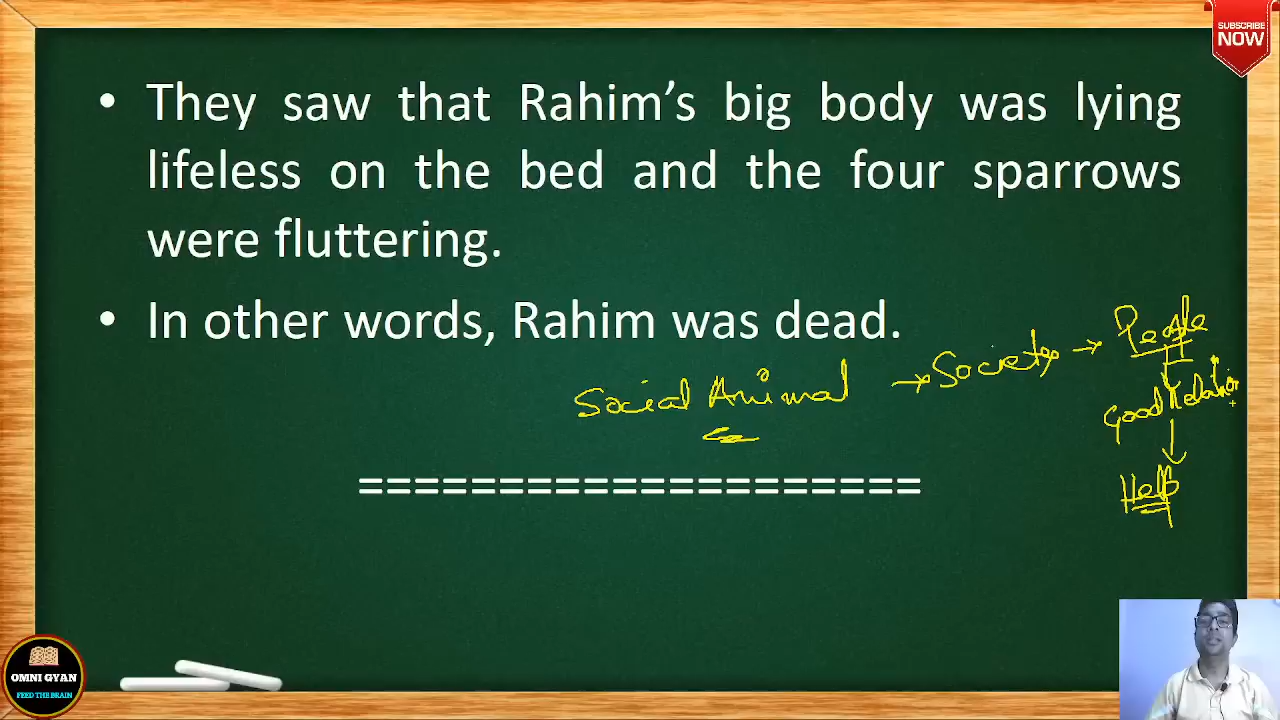 SUBSCRIBE
NOW
• They saw that Rahim’s big body was lying
lifeless on the bed and the four sparrows
were fluttering.
• In other words, Rahim was dead.
Social Animal → Society → People
Good Relation
Help
====================
OMNI GYAN
FEED THE BRAIN